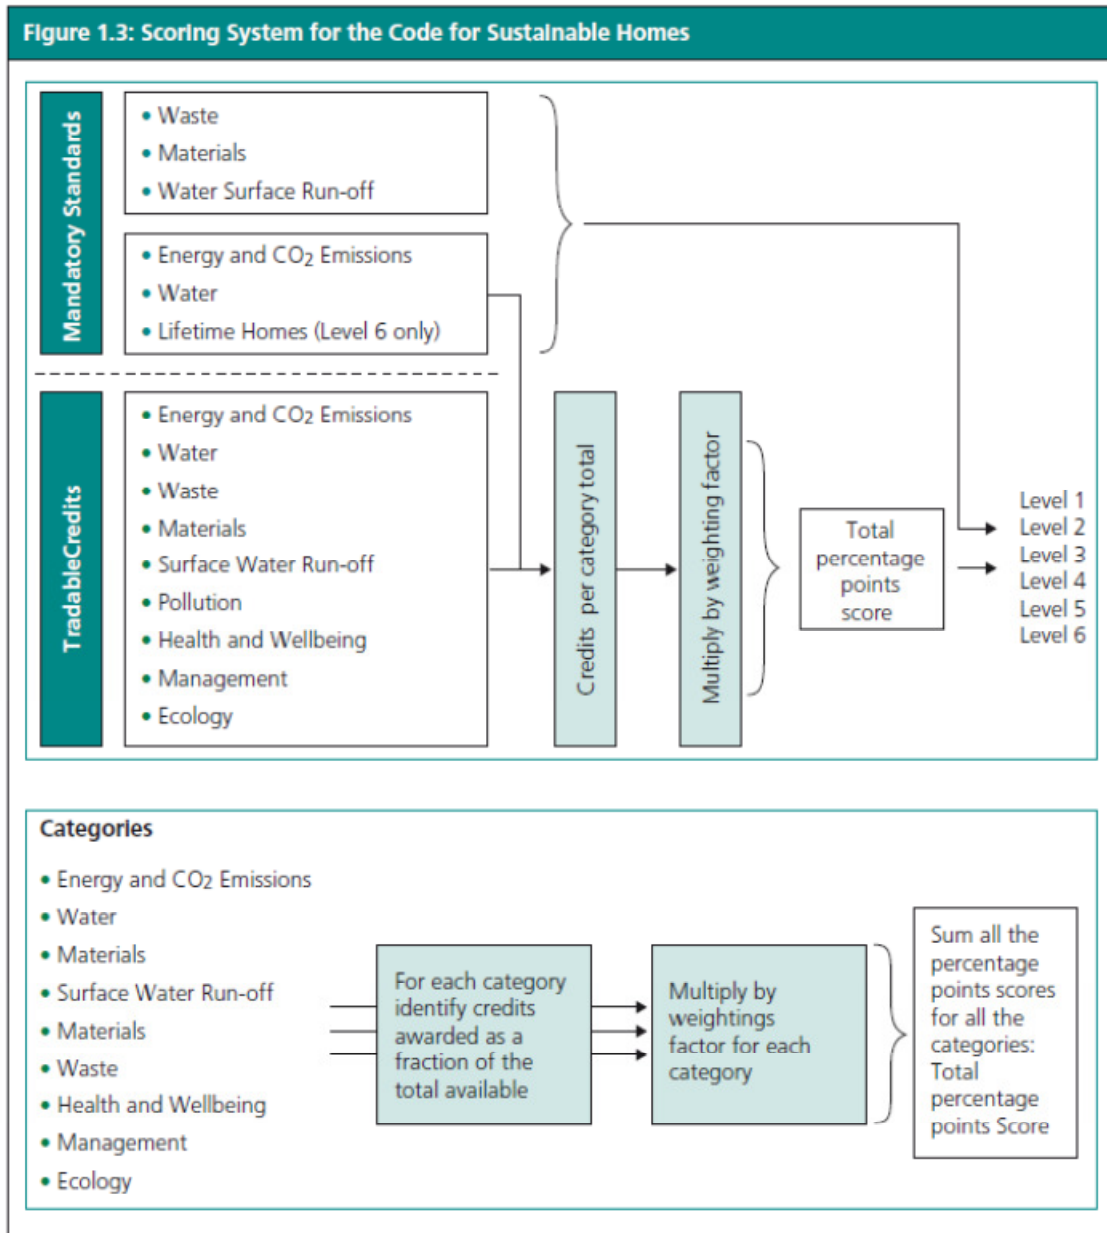 Figure 1.3: Scoring System for the Code for Sustainable Homes
Mandatory Standards
• Waste
• Materials
• Water Surface Run-off
• Energy and CO2 Emissions
• Water
• Lifetime Homes (Level 6 only)
TradableCredits
• Energy and CO2 Emissions
• Water
• Waste
• Materials
• Surface Water Run-off
• Pollution
• Health and Wellbeing
• Management
• Ecology
Credits per category total
Multiply by weighting factor
Total
percentage
points
score
Level 1
Level 2
Level 3
Level 4
Level 5
Level 6
Categories
• Energy and CO2 Emissions
• Water
• Materials
• Surface Water Run-off
• Materials
• Waste
• Health and Wellbeing
• Management
• Ecology
For each category
identify credits
awarded as a
fraction of the
total available
Multiply by
weightings
factor for each
category
Sum all the
percentage
points scores
for all the
categories:
Total
percentage
points Score